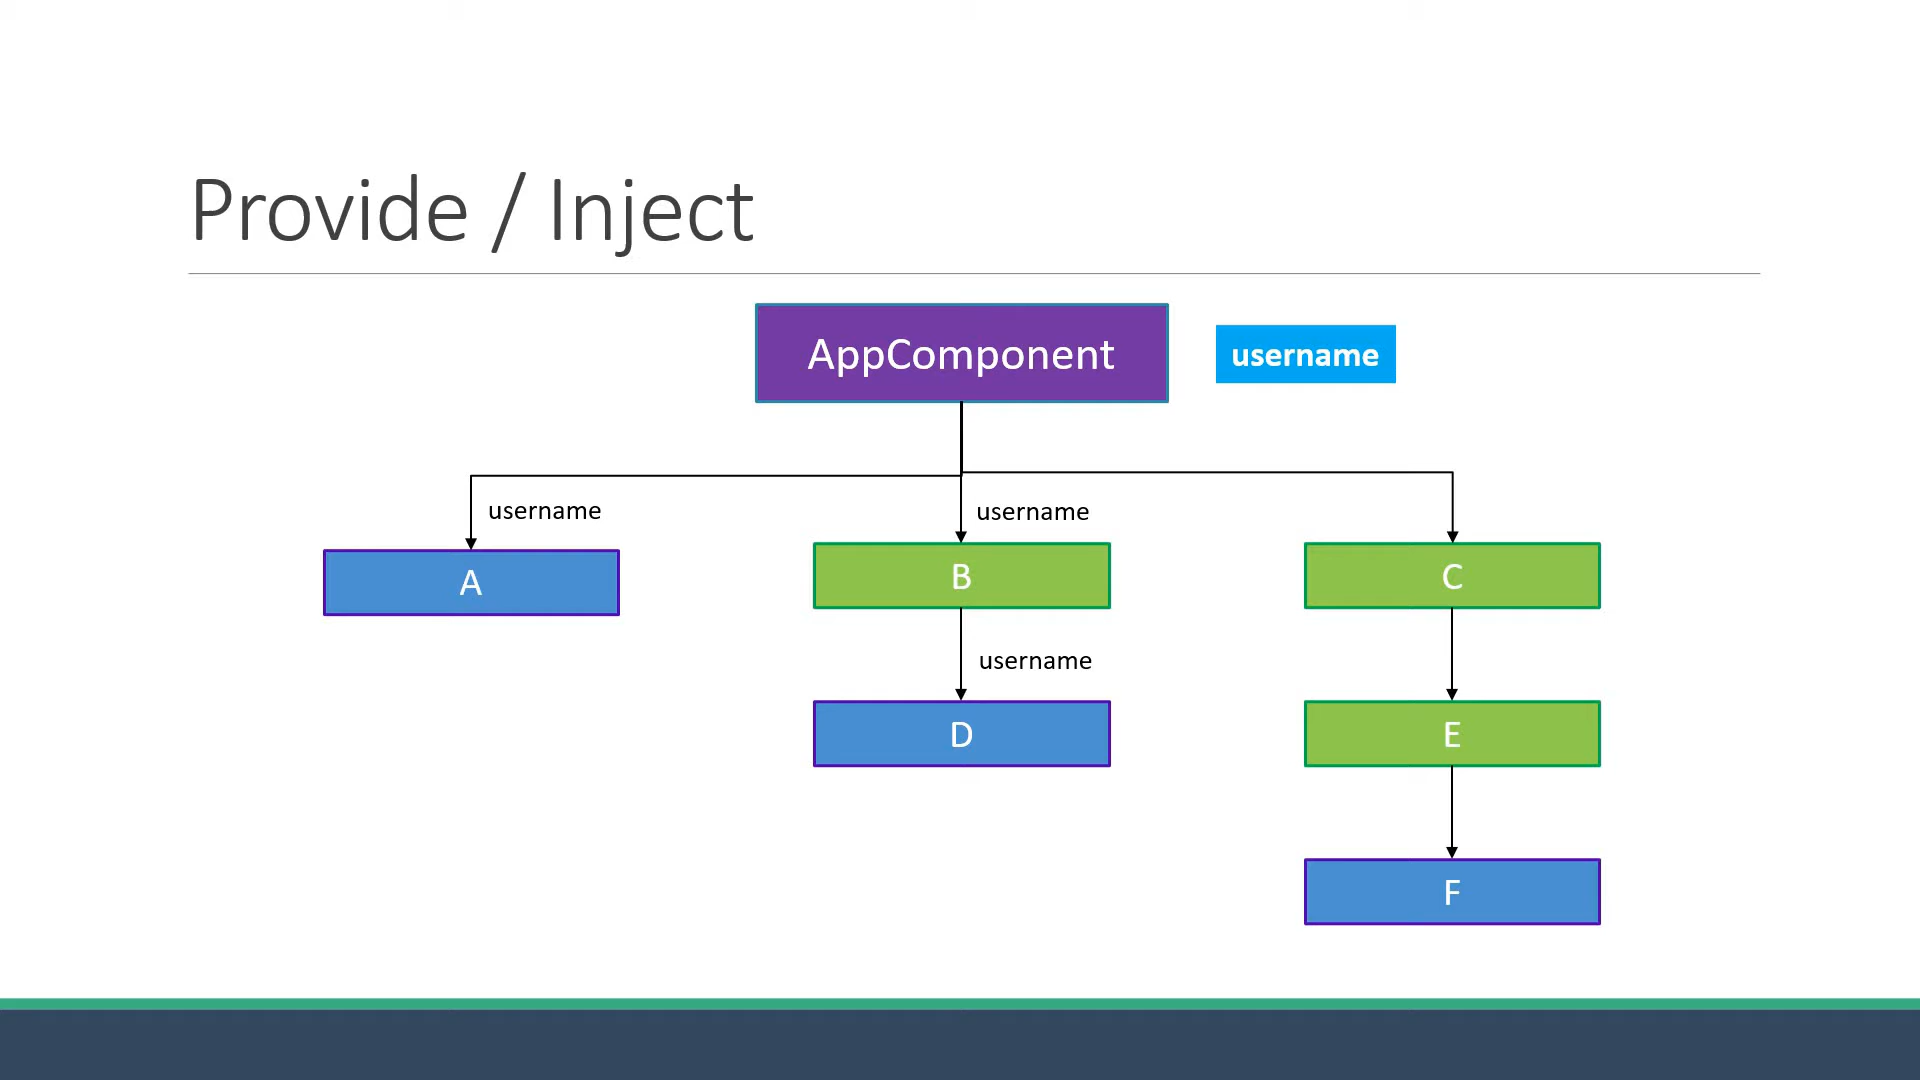 Provide / Inject
AppComponent
username
username
username
A
B
C
username
D
E
F